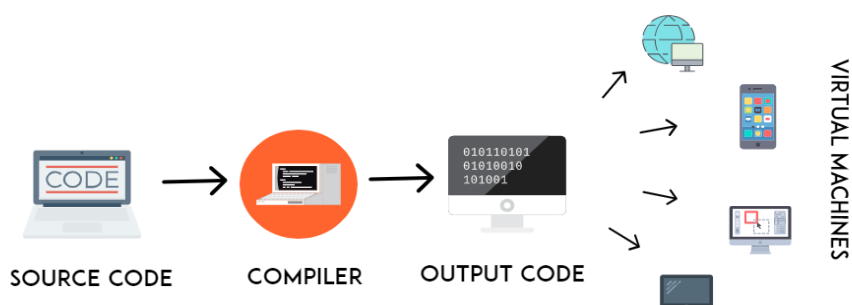 CODE
SOURCE CODE
COMPILER
010110101
01010010
101001
OUTPUT CODE
VIRTUAL MACHINES